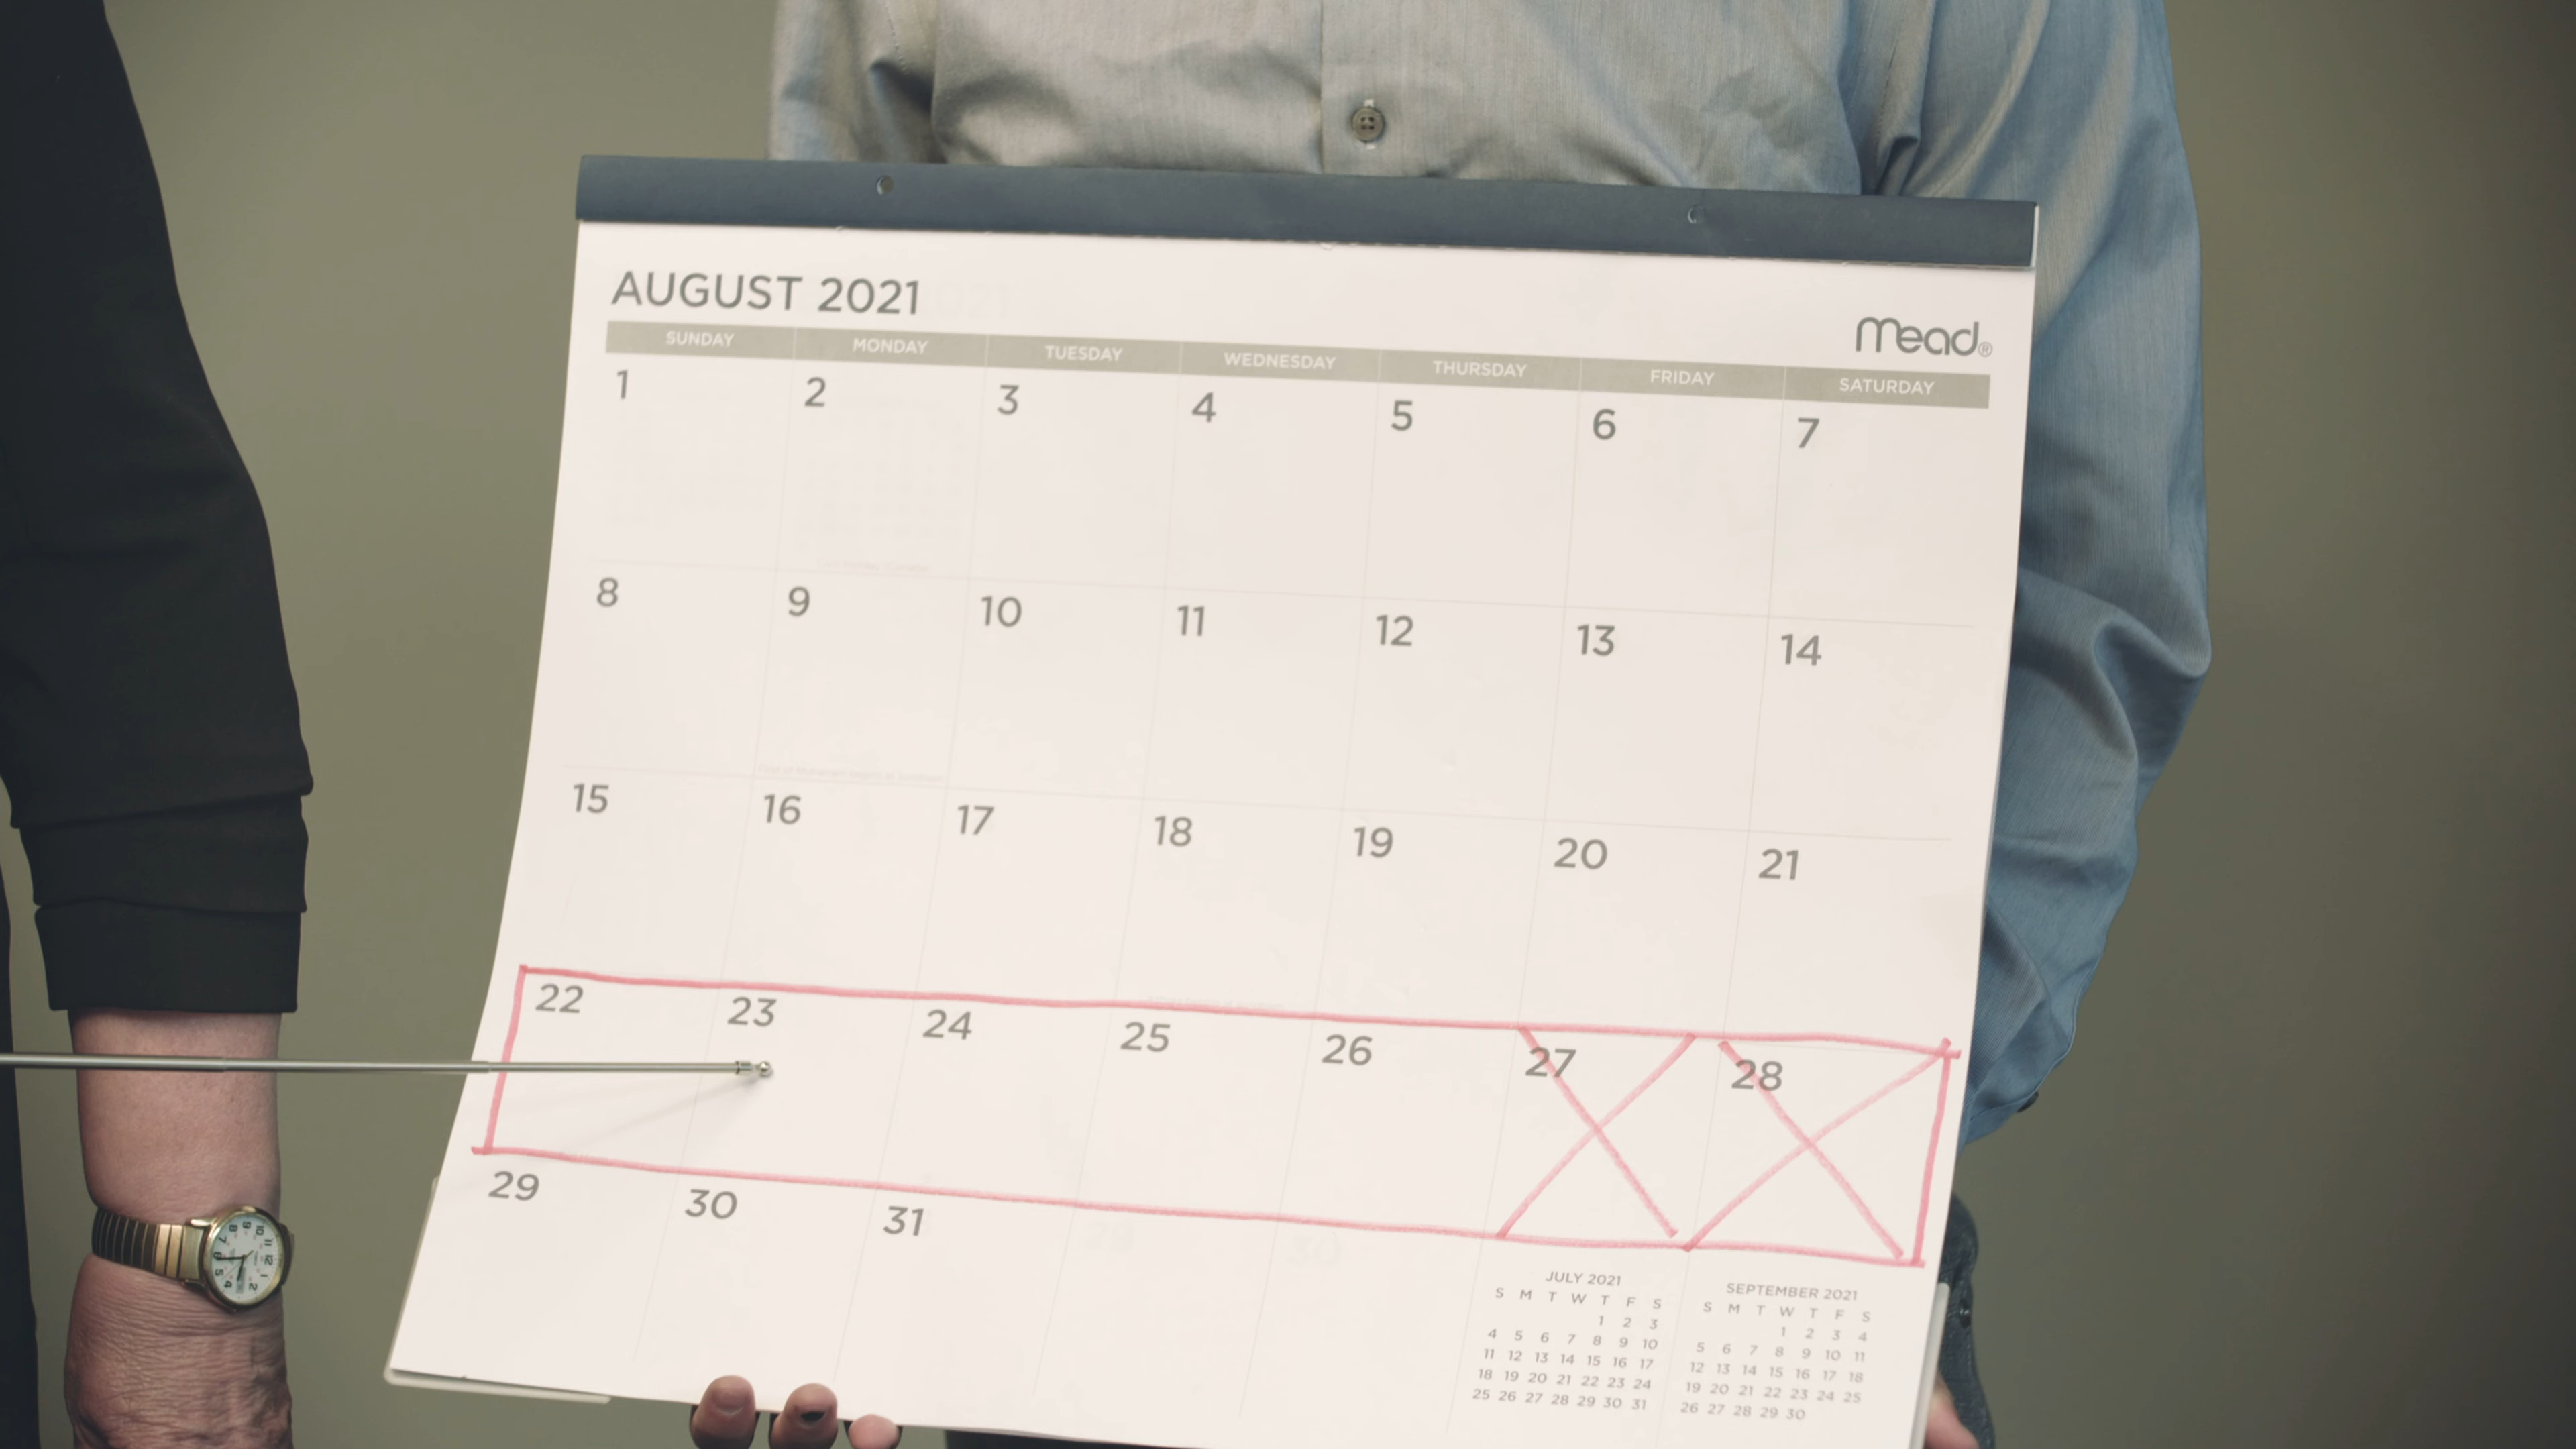 AUGUST 2021
Mead®
SUNDAY MONDAY TUESDAY WEDNESDAY THURSDAY FRIDAY SATURDAY
1 2 3 4 5 6 7
8 9 10 11 12 13 14
15 16 17 18 19 20 21
22 23 24 25 26 27 28
29 30 31
JULY 2021
S M T W T F S
1 2 3
4 5 6 7 8 9 10
11 12 13 14 15 16 17
18 19 20 21 22 23 24
25 26 27 28 29 30 31
SEPTEMBER 2021
S M T W T F S
1 2 3 4
5 6 7 8 9 10 11
12 13 14 15 16 17 18
19 20 21 22 23 24 25
26 27 28 29 30